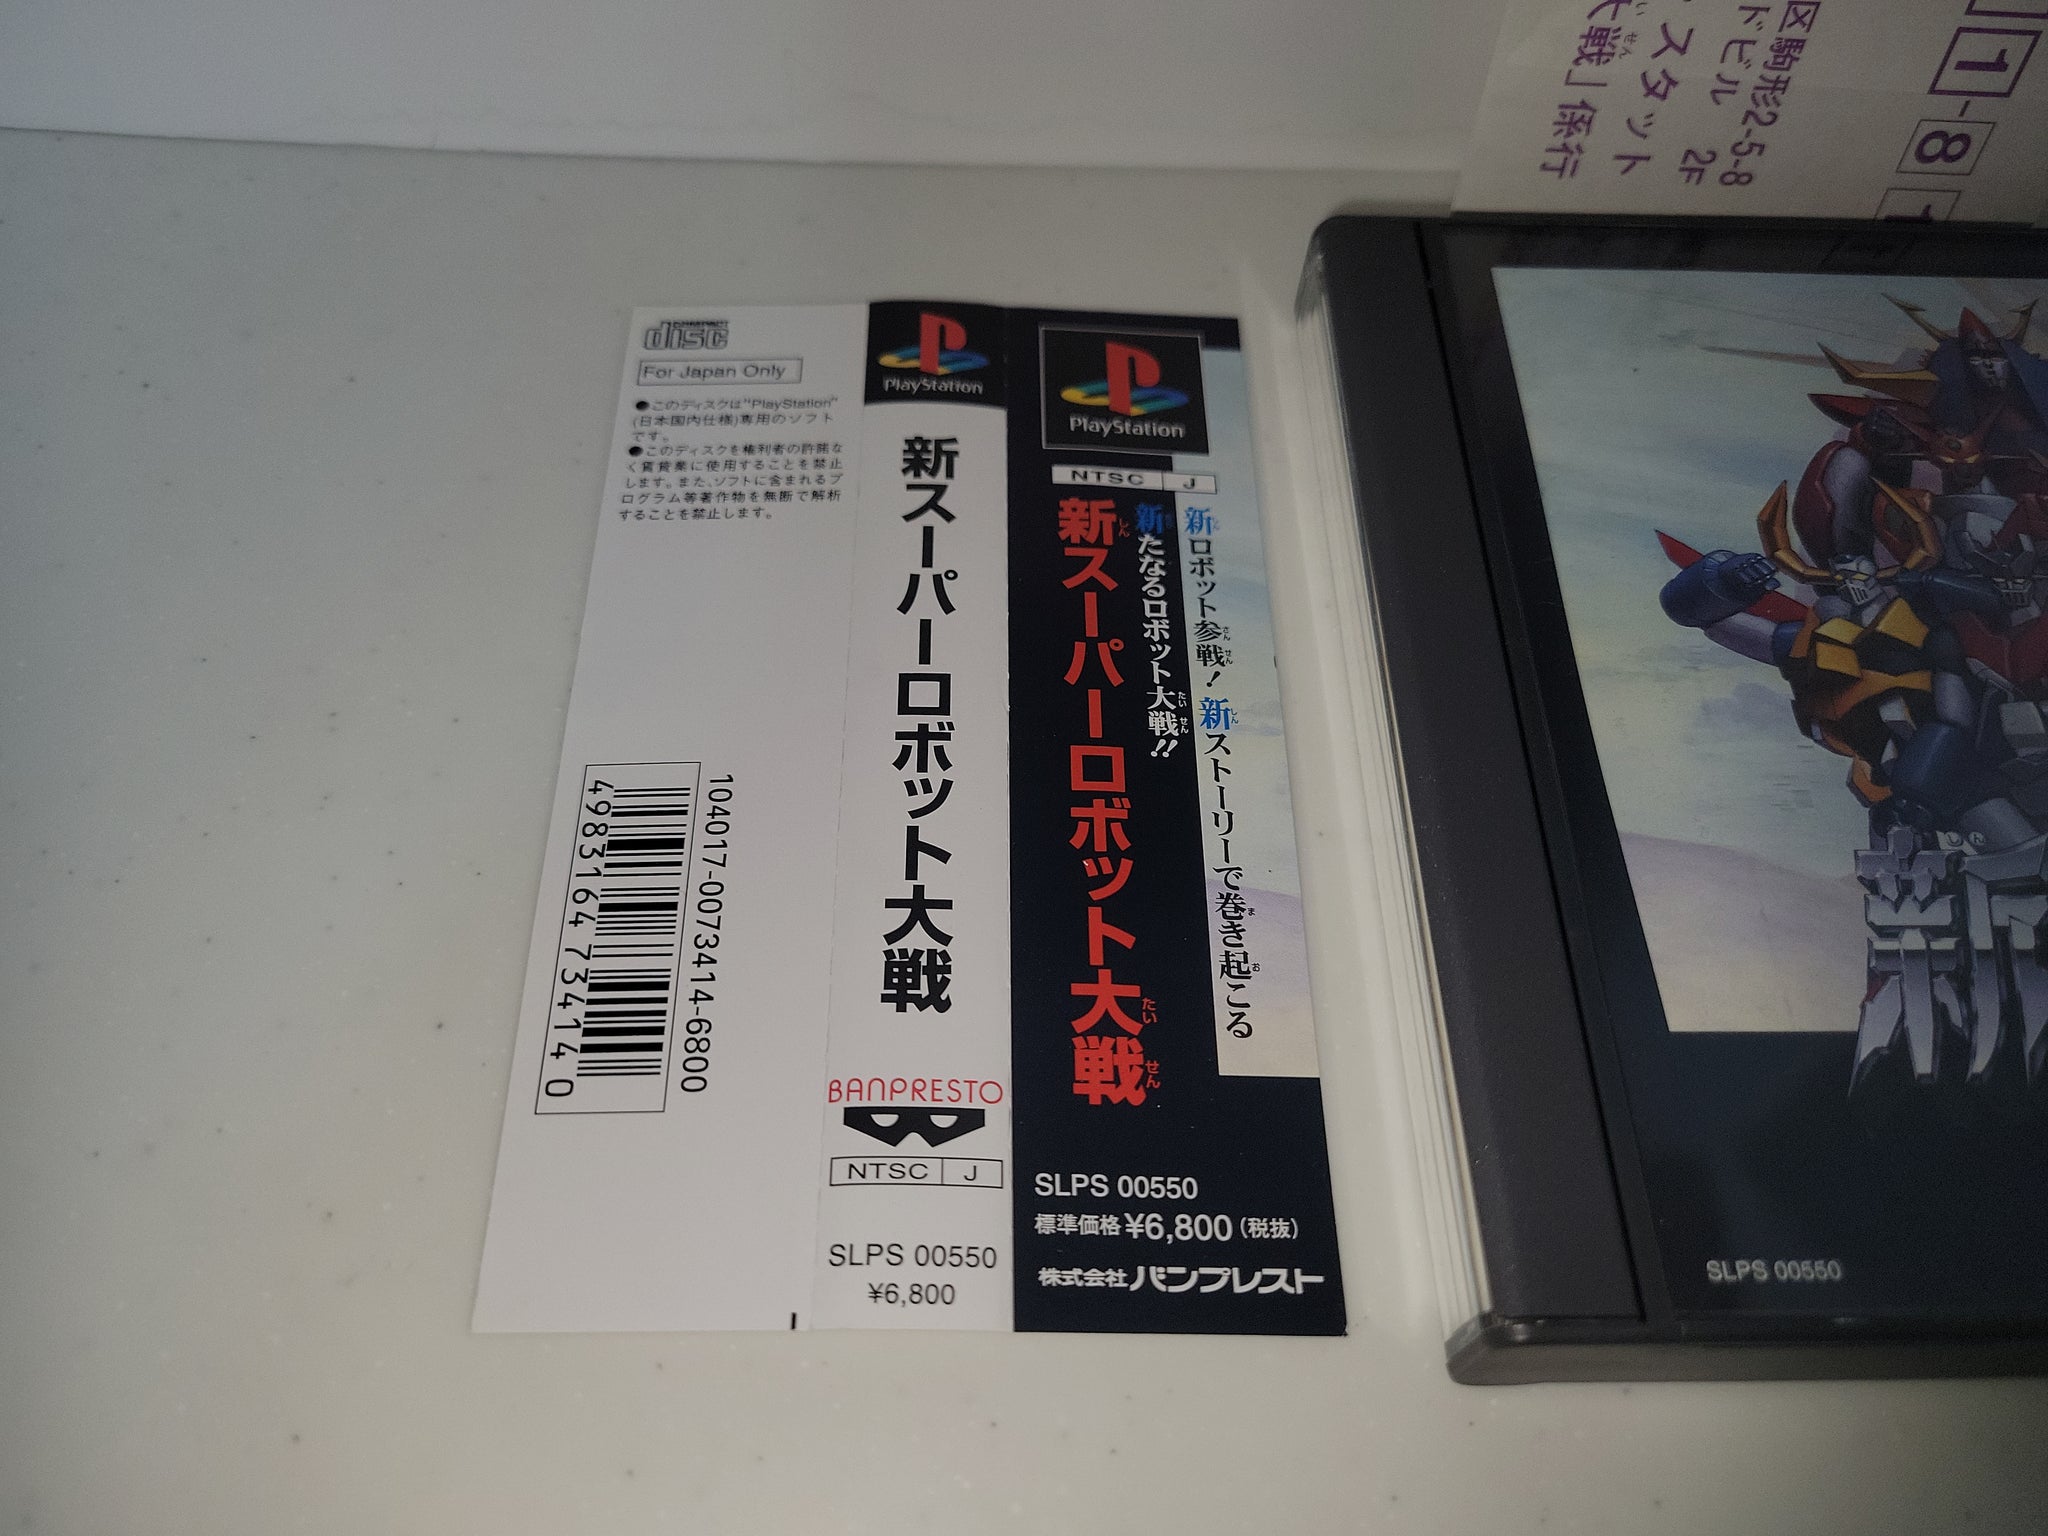 COMPACT
disc
For Japan Only
●このディスクは"PlayStation"
(日本国内仕様)専用のソフト
です。
●このディスクを権利者の許諾な
く賃貸業に使用することを禁止
します。また、ソフトに含まれるプ
ログラム等著作物を無断で解析
することを禁止します。
104017-0073414-6800
4983164734140
PlayStation
新スーパーロボット大戦
BANPRESTO
NTSC J
SLPS 00550
¥6,800
PlayStation
NTSC J
新ロボット参戦!新ストーリーで巻き起こる
新たなるロボット大戦!!
新スーパーロボット大戦
SLPS 00550
標準価格¥6,800(税抜)
株式会社バンプレスト
1-8
区駒形2-5-8
ドビル 2F
スタット
大戦」係行
新
SLPS 00550